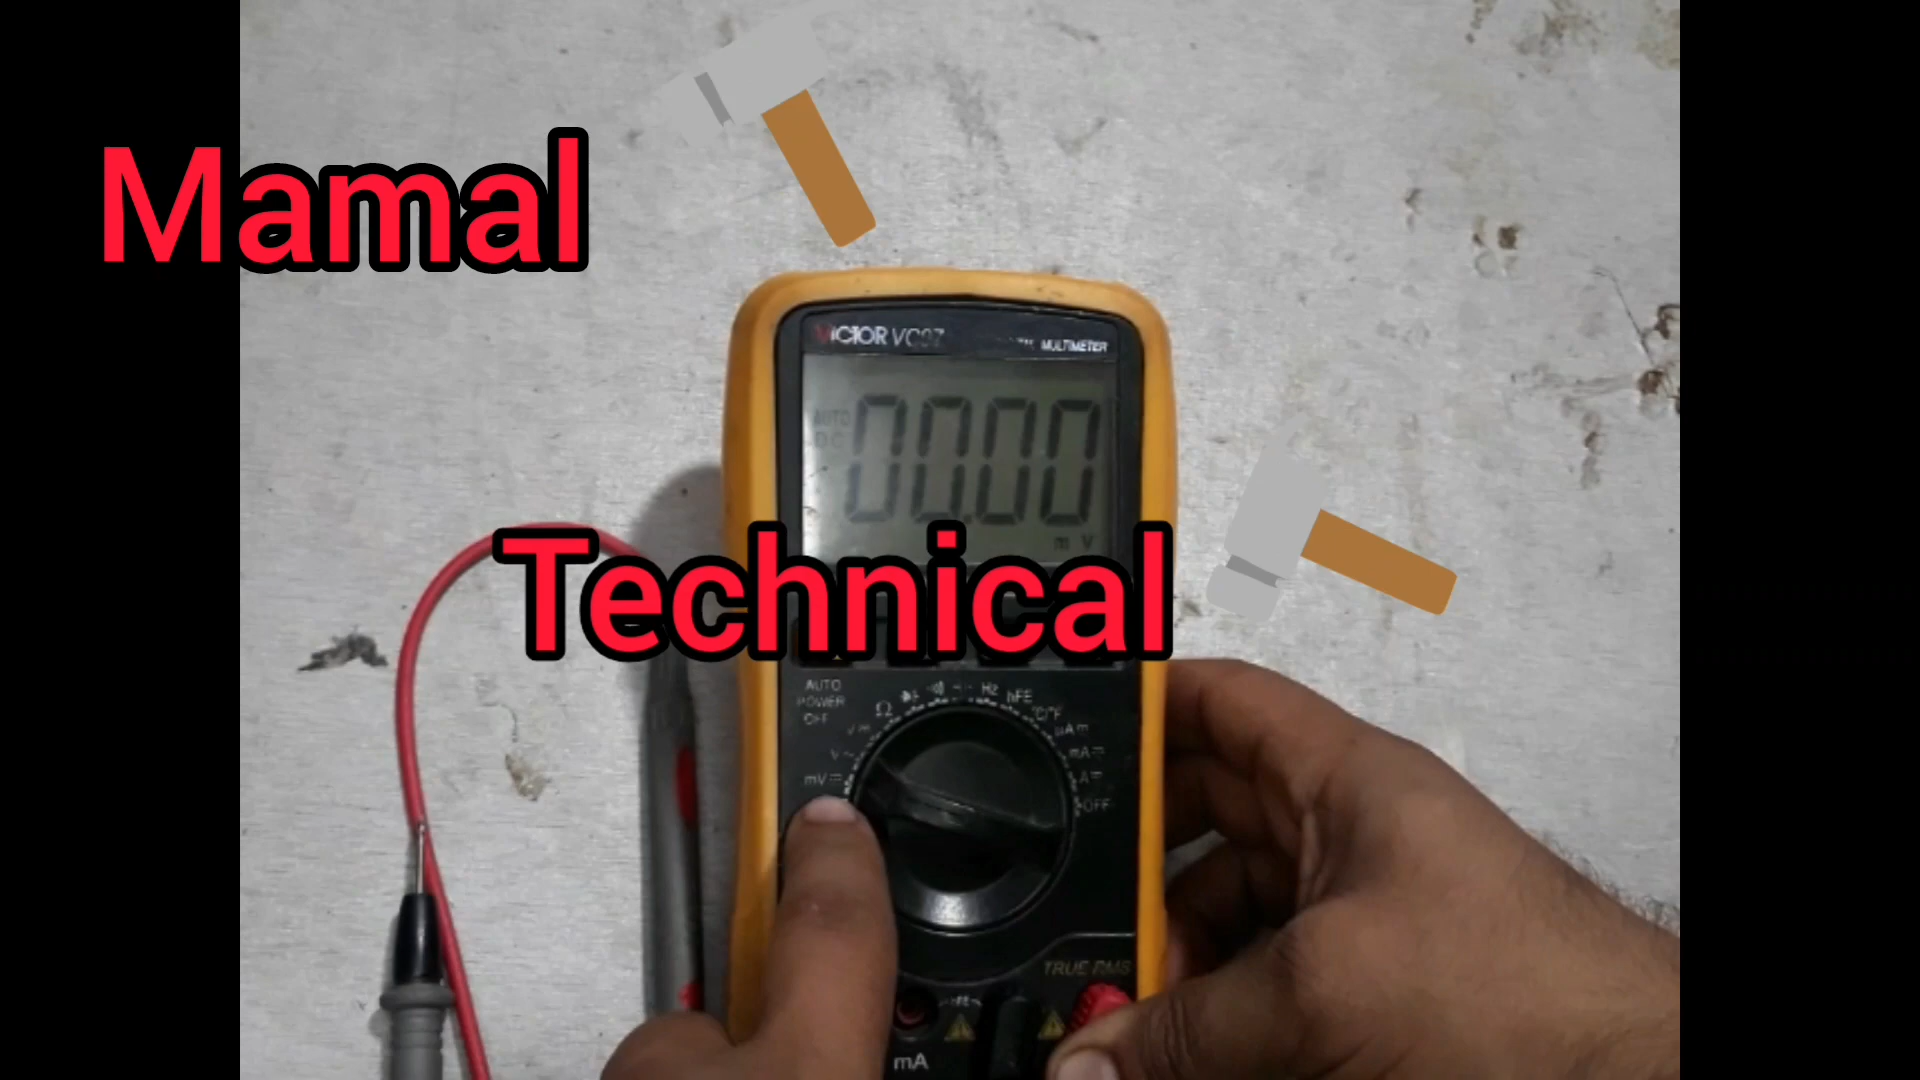 Mamal
VICTOR VC97
MULTIMETER
AUTO
DC
00.00
m V
Technical
AUTO
POWER
OFF
Ω
Hz
hFE
°C/°F
μA
mA
A
OFF
V
V~
mV
TRUE RMS
mA